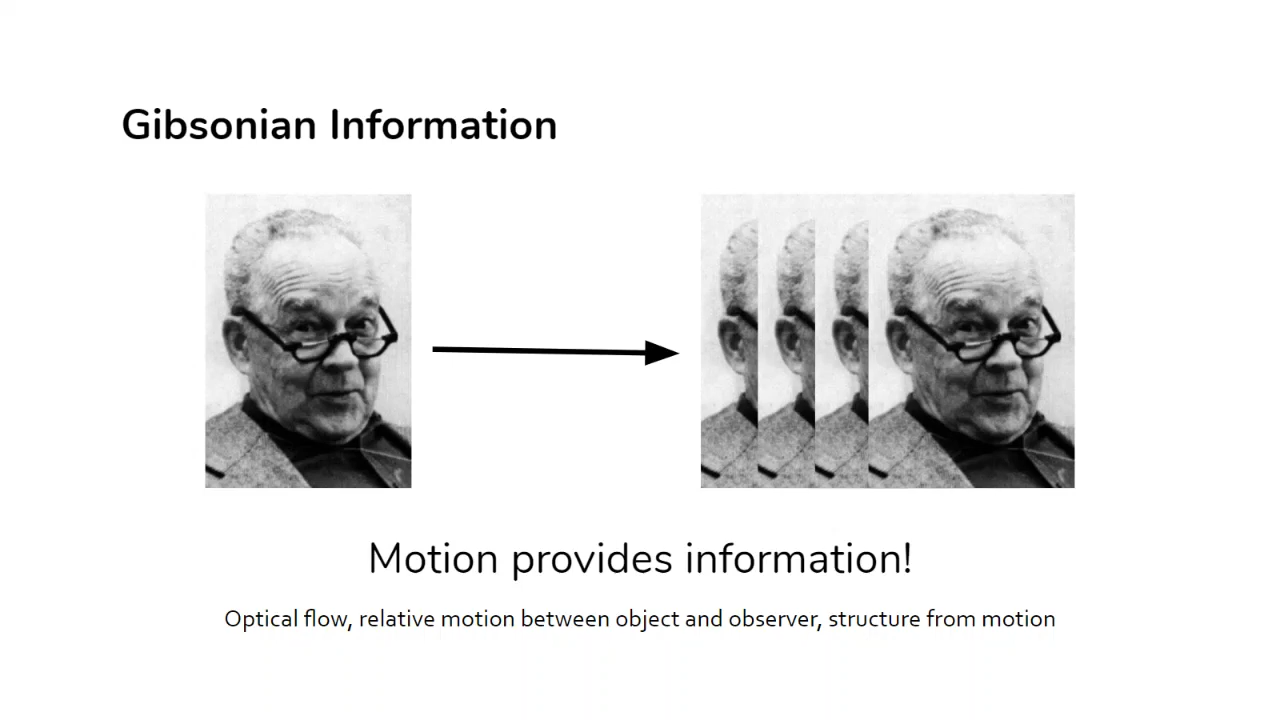 Gibsonian Information
Motion provides information!
Optical flow, relative motion between object and observer, structure from motion